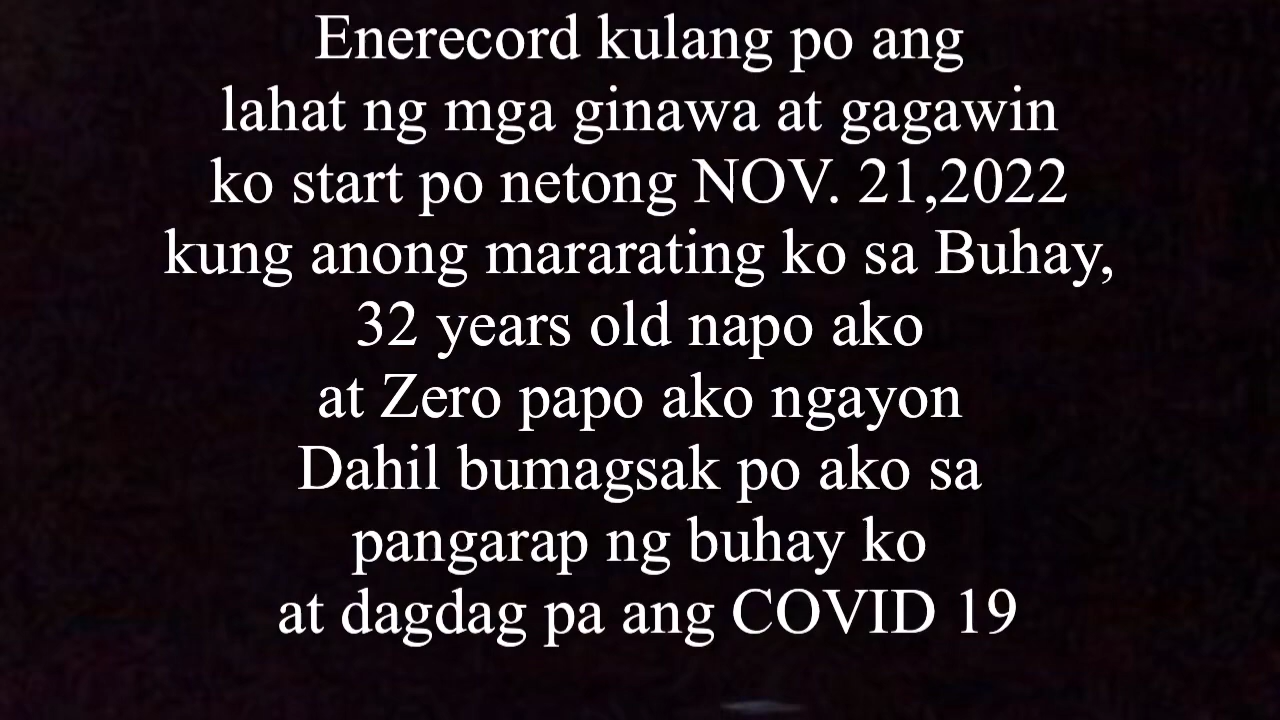 Enerecord kulang po ang
lahat ng mga ginawa at gagawin
ko start po netong NOV. 21,2022
kung anong mararating ko sa Buhay,
32 years old napo ako
at Zero papo ako ngayon
Dahil bumagsak po ako sa
pangarap ng buhay ko
at dagdag pa ang COVID 19